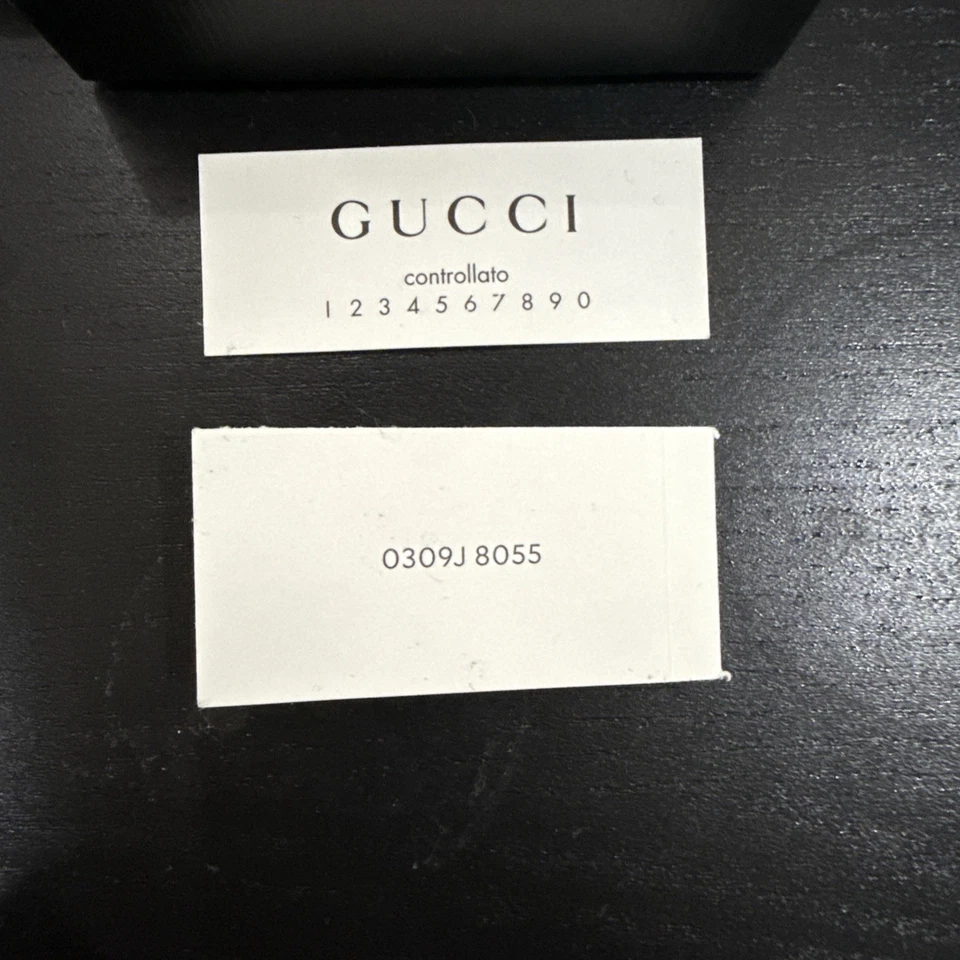 GUCCI
controllato
1 2 3 4 5 6 7 8 9 0
0309J 8055